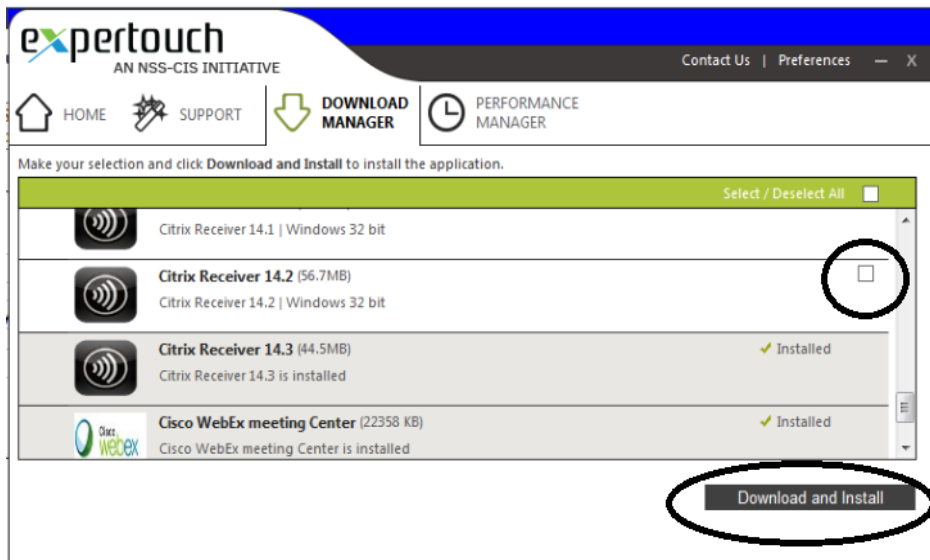 expertouch
AN NSS-CIS INITIATIVE
Contact Us | Preferences — X
HOME
SUPPORT
DOWNLOAD
MANAGER
PERFORMANCE
MANAGER
Make your selection and click Download and Install to install the application.
Select / Deselect All
Citrix Receiver 14.1 | Windows 32 bit
Citrix Receiver 14.2 (56.7MB)
Citrix Receiver 14.2 | Windows 32 bit
Citrix Receiver 14.3 (44.5MB)
Installed
Citrix Receiver 14.3 is installed
Cisco WebEx meeting Center (22358 KB)
Installed
Cisco webex
Cisco WebEx meeting Center is installed
Download and Install